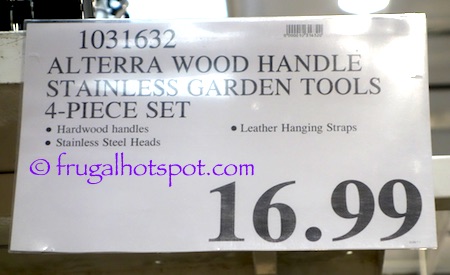 1031632
ALTERRA WOOD HANDLE
STAINLESS GARDEN TOOLS
4-PIECE SET
• Hardwood handles
• Leather Hanging Straps
• Stainless Steel Heads
© frugalhotspot.com
16.99